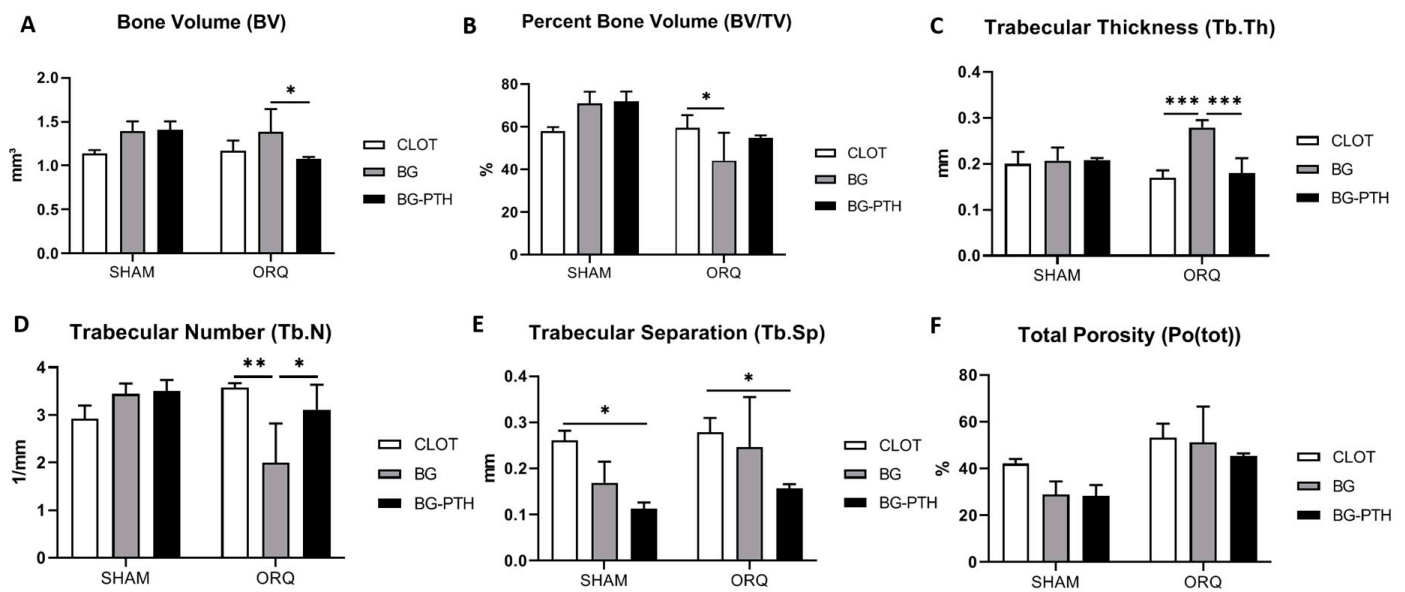 A
Bone Volume (BV)
2.0
1.5
1.0
0.5
0.0
mm³
*
SHAM
ORQ
CLOT
BG
BG-PTH
B
Percent Bone Volume (BV/TV)
80
60
40
20
0
%
*
SHAM
ORQ
CLOT
BG
BG-PTH
C
Trabecular Thickness (Tb.Th)
0.4
0.3
0.2
0.1
0.0
mm
*** ***
SHAM
ORQ
CLOT
BG
BG-PTH
D
Trabecular Number (Tb.N)
4
3
2
1
0
1/mm
** *
SHAM
ORQ
CLOT
BG
BG-PTH
E
Trabecular Separation (Tb.Sp)
0.4
0.3
0.2
0.1
0.0
mm
*
*
SHAM
ORQ
CLOT
BG
BG-PTH
F
Total Porosity (Po(tot))
80
60
40
20
0
%
SHAM
ORQ
CLOT
BG
BG-PTH